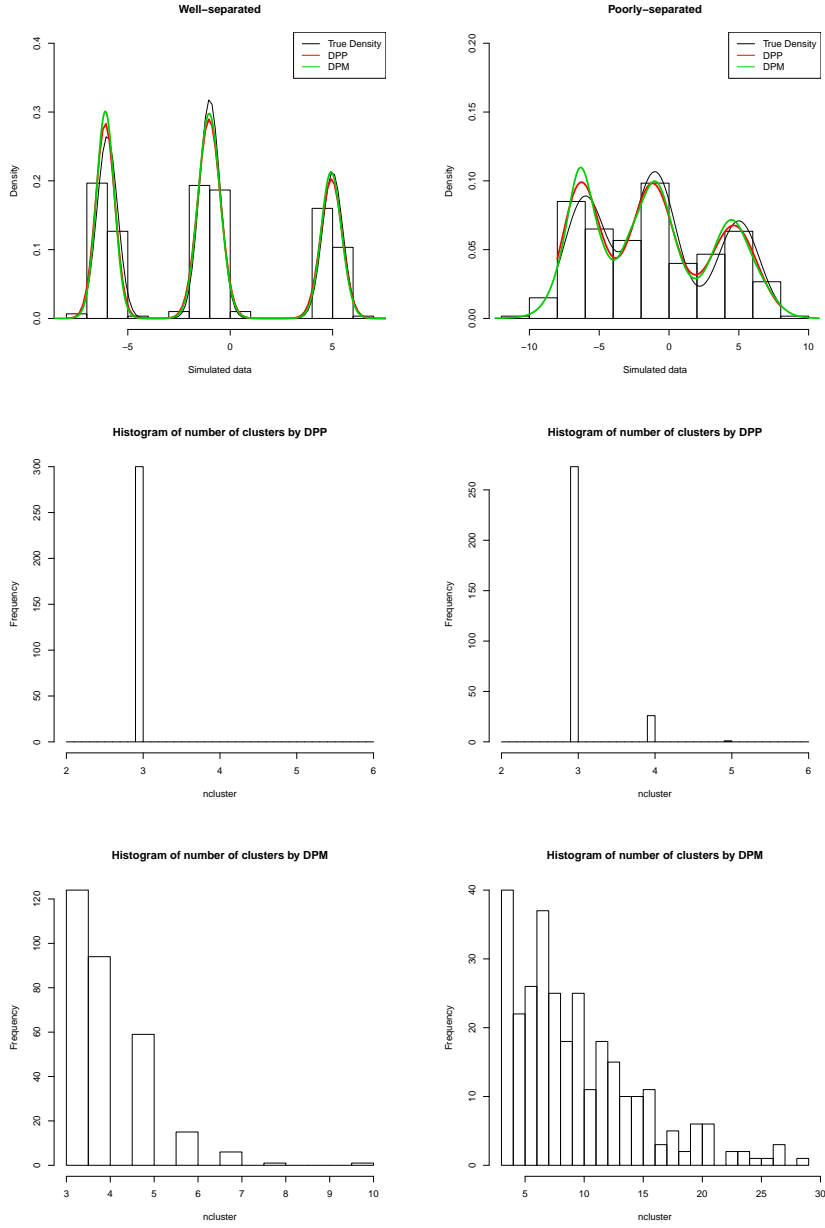 Well−separated
True Density
DPP
DPM
Density
0.0
0.1
0.2
0.3
0.4
−5
0
5
Simulated data
Poorly−separated
True Density
DPP
DPM
Density
0.00
0.05
0.10
0.15
0.20
−10
−5
0
5
10
Simulated data
Histogram of number of clusters by DPP
Frequency
0
50
100
150
200
250
300
2
3
4
5
6
ncluster
Histogram of number of clusters by DPP
Frequency
0
50
100
150
200
250
2
3
4
5
6
ncluster
Histogram of number of clusters by DPM
Frequency
0
20
40
60
80
100
120
3
4
5
6
7
8
9
10
ncluster
Histogram of number of clusters by DPM
Frequency
0
10
20
30
40
5
10
15
20
25
30
ncluster